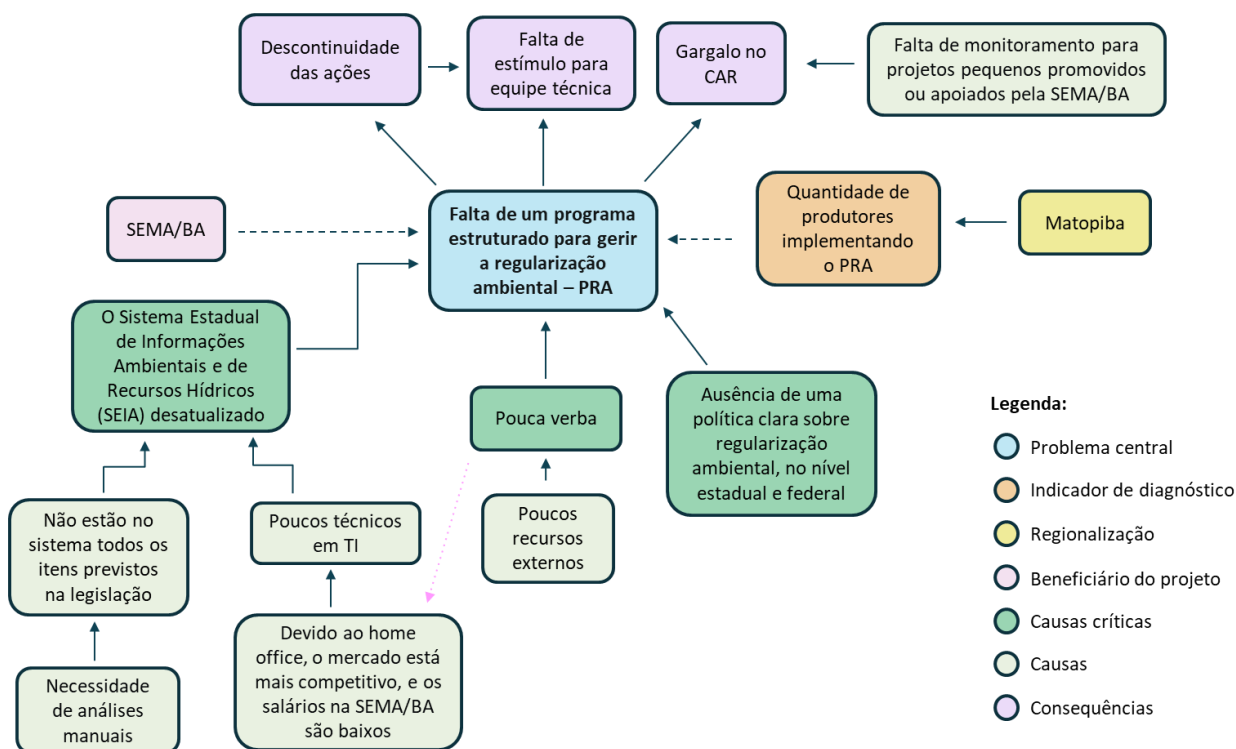 Descontinuidade
das ações
Falta de
estímulo para
equipe técnica
Gargalo no
CAR
Falta de monitoramento para
projetos pequenos promovidos
ou apoiados pela SEMA/BA
SEMA/BA
Falta de um programa
estruturado para gerir
a regularização
ambiental – PRA
Quantidade de
produtores
implementando
o PRA
Matopiba
O Sistema Estadual
de Informações
Ambientais e de
Recursos Hídricos
(SEIA) desatualizado
Pouca verba
Ausência de uma
política clara sobre
regularização
ambiental, no nível
estadual e federal
Não estão no
sistema todos os
itens previstos
na legislação
Poucos técnicos
em TI
Poucos
recursos
externos
Necessidade
de análises
manuais
Devido ao home
office, o mercado está
mais competitivo, e os
salários na SEMA/BA
são baixos
Legenda:
Problema central
Indicador de diagnóstico
Regionalização
Beneficiário do projeto
Causas críticas
Causas
Consequências